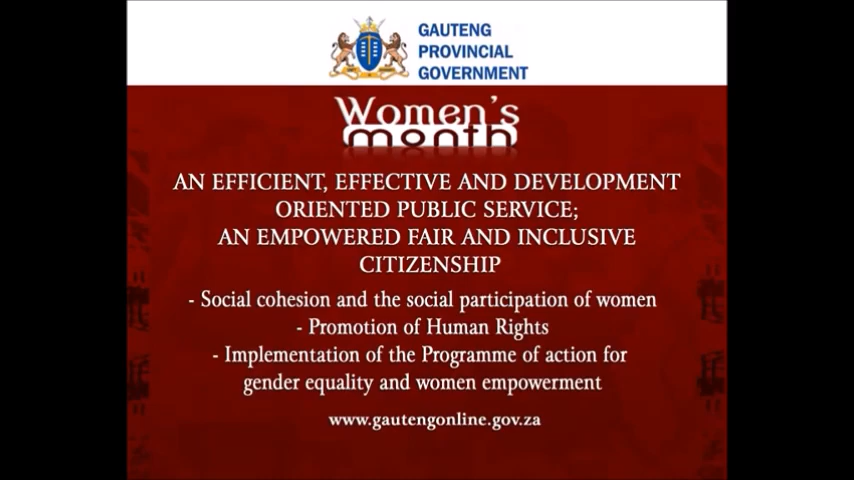 GAUTENG
PROVINCIAL
GOVERNMENT
Women's
month
AN EFFICIENT, EFFECTIVE AND DEVELOPMENT
ORIENTED PUBLIC SERVICE;
AN EMPOWERED FAIR AND INCLUSIVE
CITIZENSHIP
- Social cohesion and the social participation of women
- Promotion of Human Rights
- Implementation of the Programme of action for
gender equality and women empowerment
www.gautengonline.gov.za